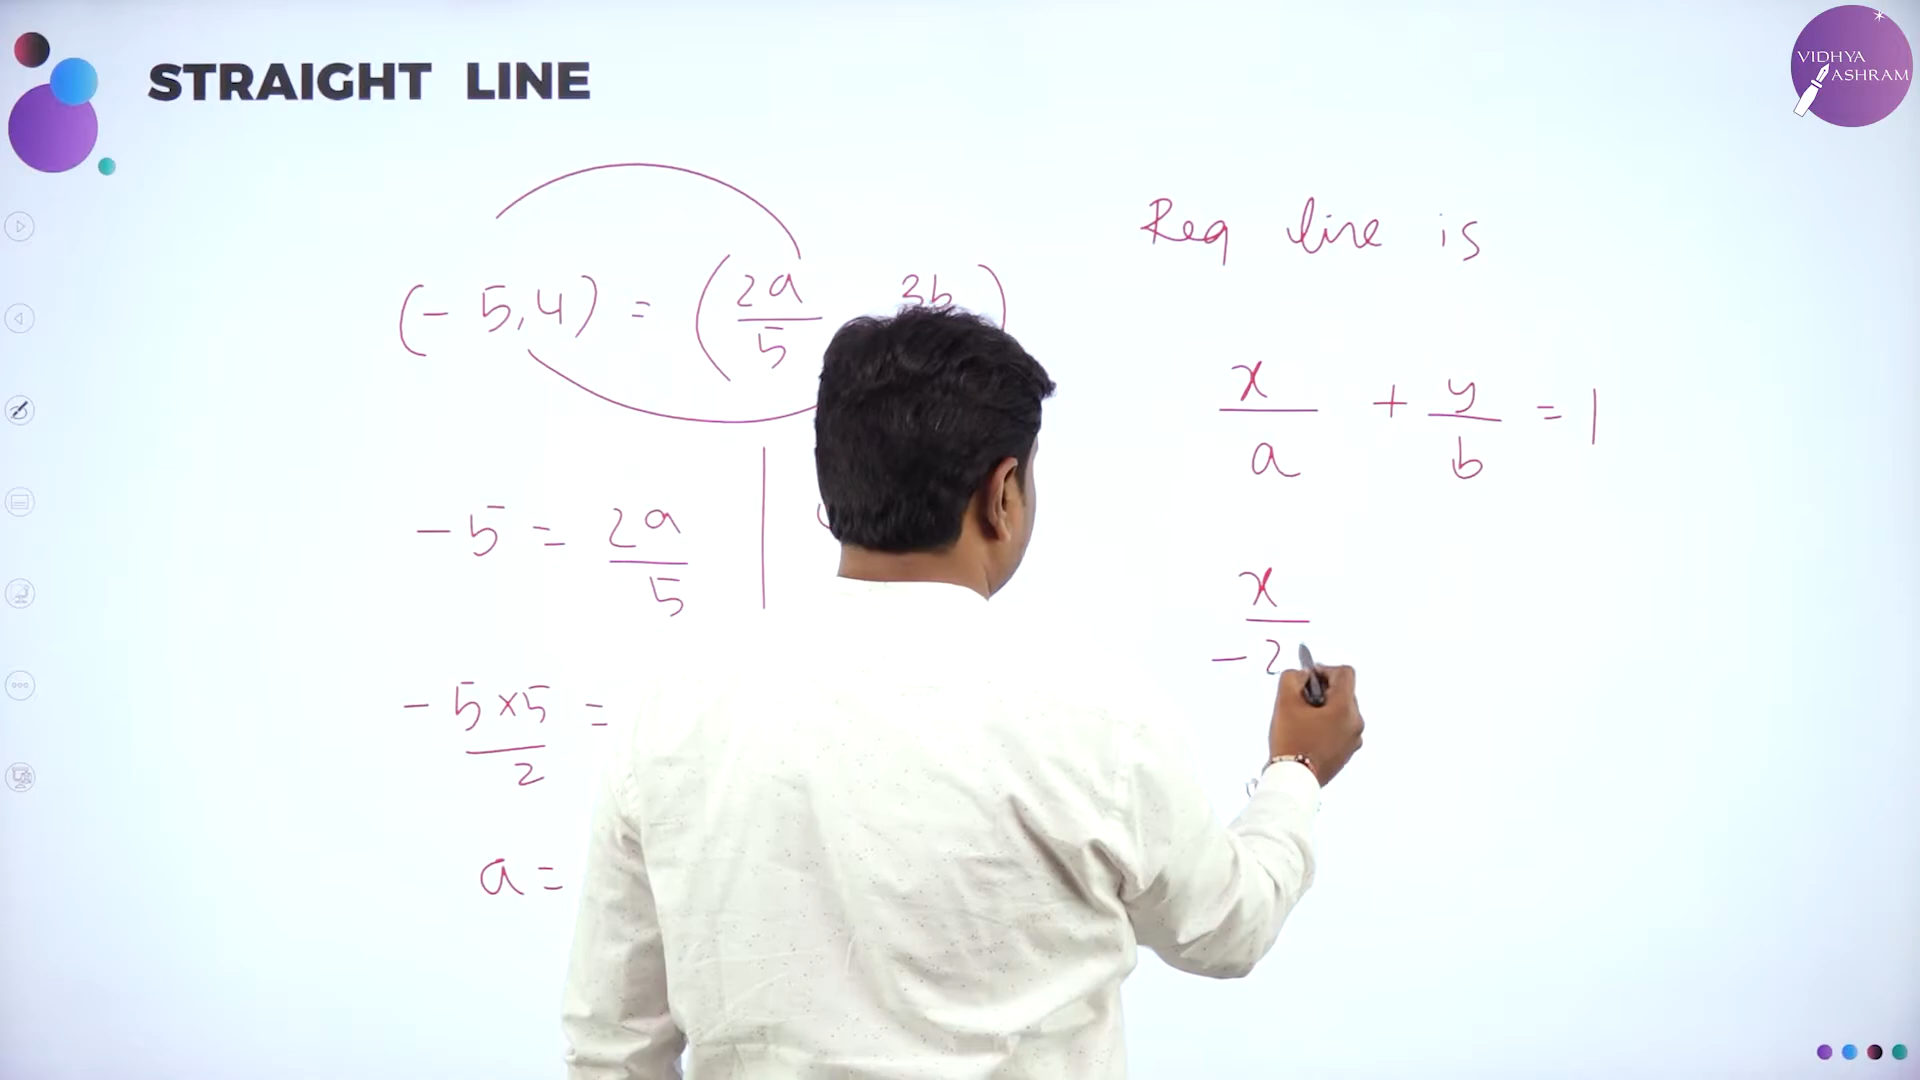 STRAIGHT LINE
VIDHYA
ASHRAM
(- 5,4) = (2a/5 3b)
Req line is
x/a + y/b = 1
- 5 = 2a/5
x/-2
- 5×5/2 =
a =